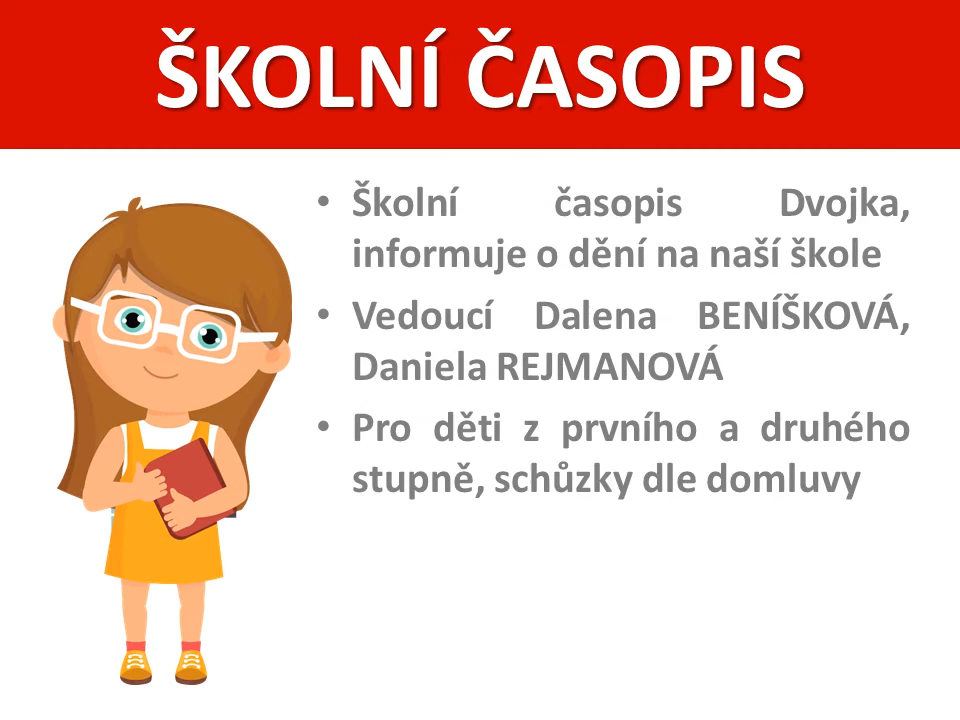 ŠKOLNÍ ČASOPIS
• Školní časopis Dvojka,
informuje o dění na naší škole
• Vedoucí Dalena BENÍŠKOVÁ,
Daniela REJMANOVÁ
• Pro děti z prvního a druhého
stupně, schůzky dle domluvy